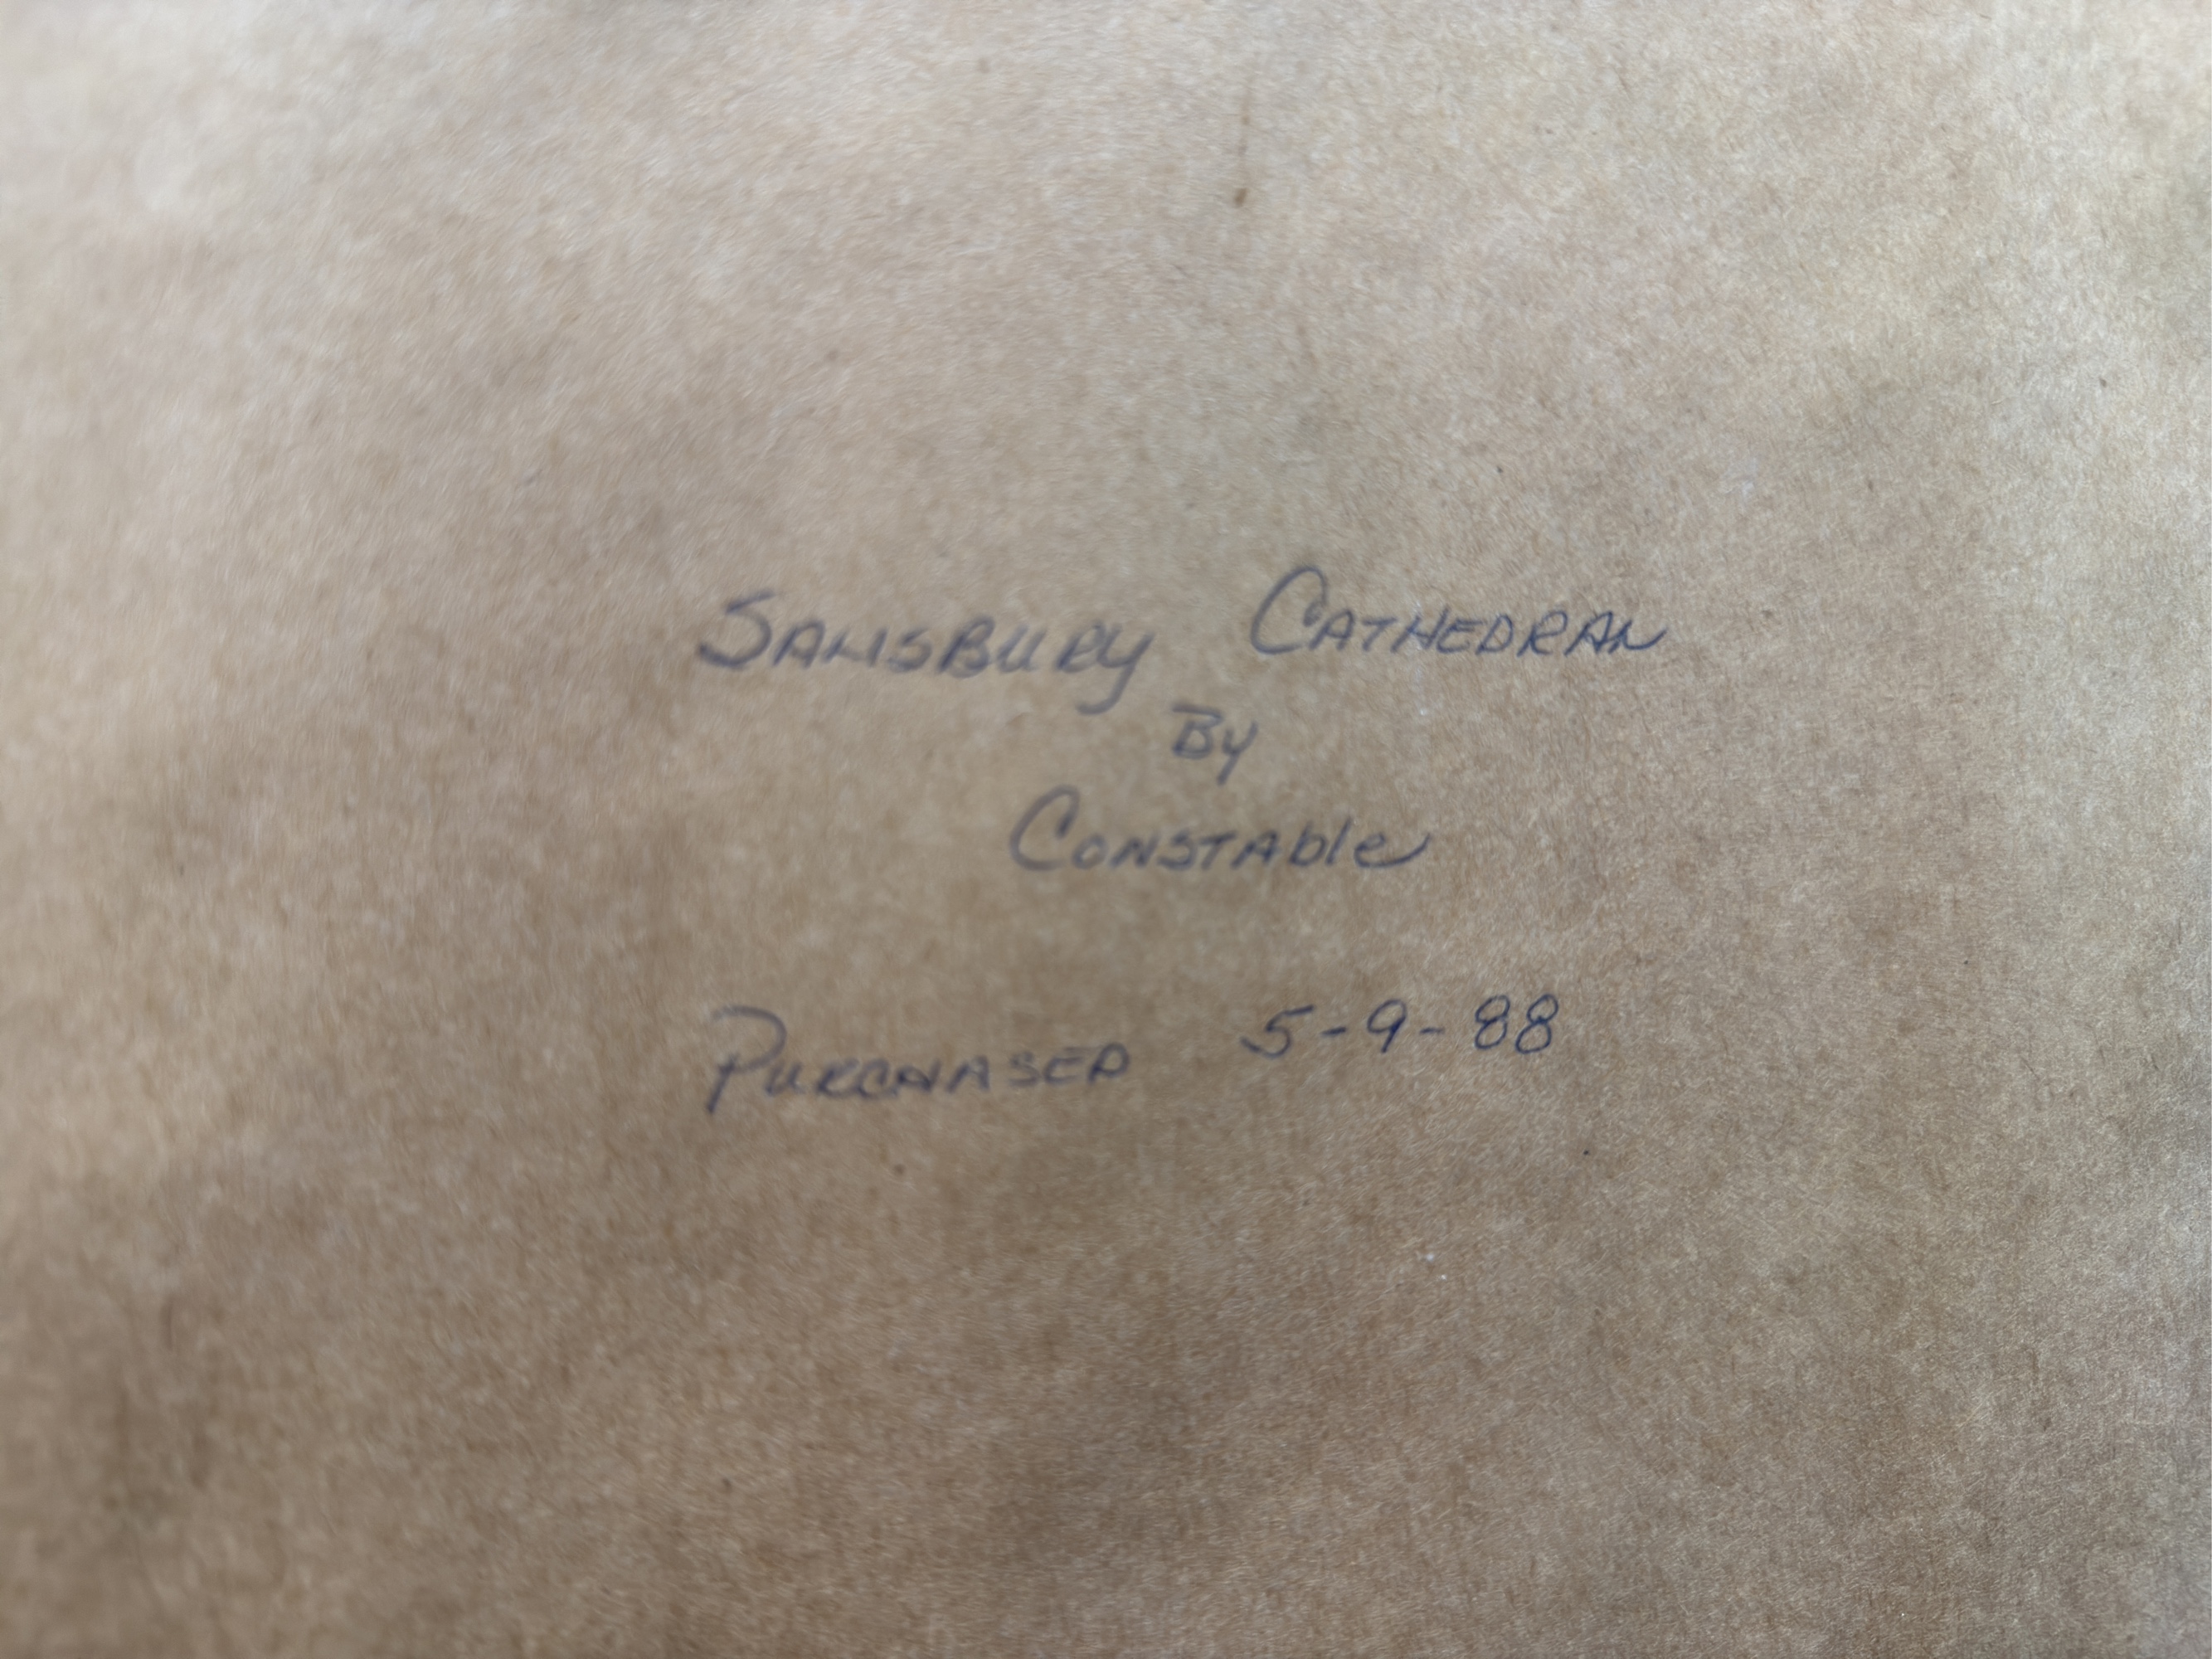 Salisbury Cathedral
By
Constable
Purchased 5-9-88